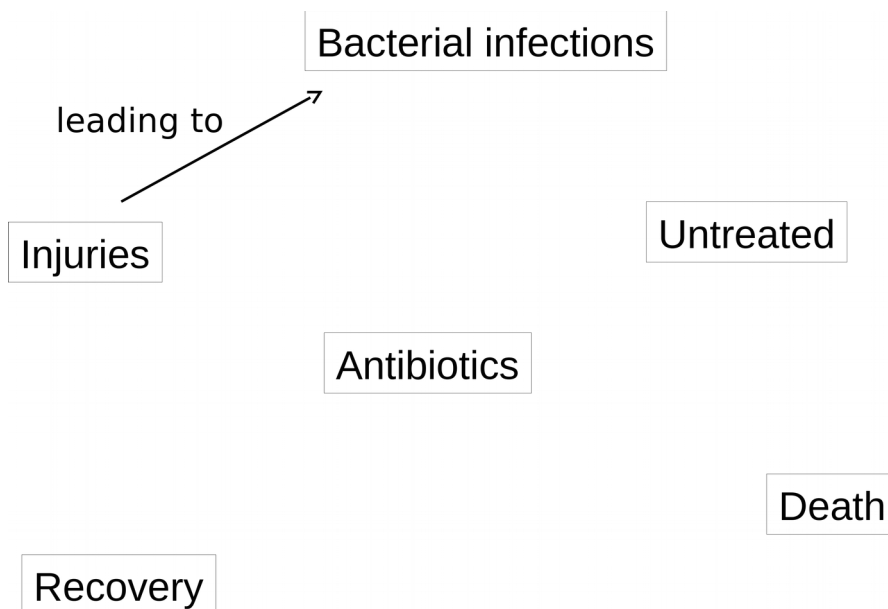 Bacterial infections
leading to
Untreated
Injuries
Antibiotics
Death
Recovery